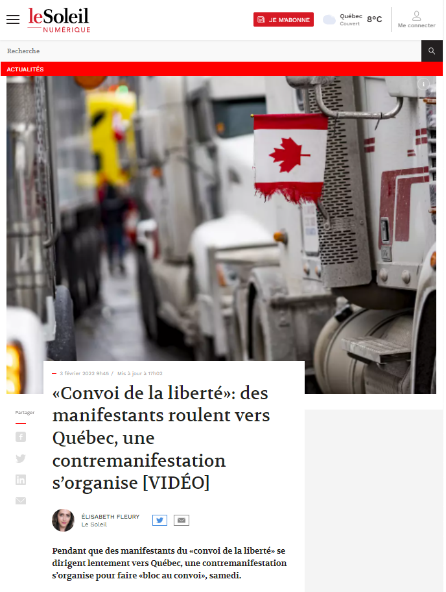 leSoleil
NUMÉRIQUE
JE M'ABONNE
Québec
Couvert
8°C
Me connecter
Recherche
ACTUALITÉS
Mis à jour à
«Convoi de la liberté»: des
manifestants roulent vers
Québec, une
contremanifestation
s'organise [VIDÉO]
Partager
ÉLISABETH FLEURY
Le Soleil
Pendant que des manifestants du «convoi de la liberté» se
dirigent lentement vers Québec, une contremanifestation
s'organise pour faire «bloc au convoi», samedi.